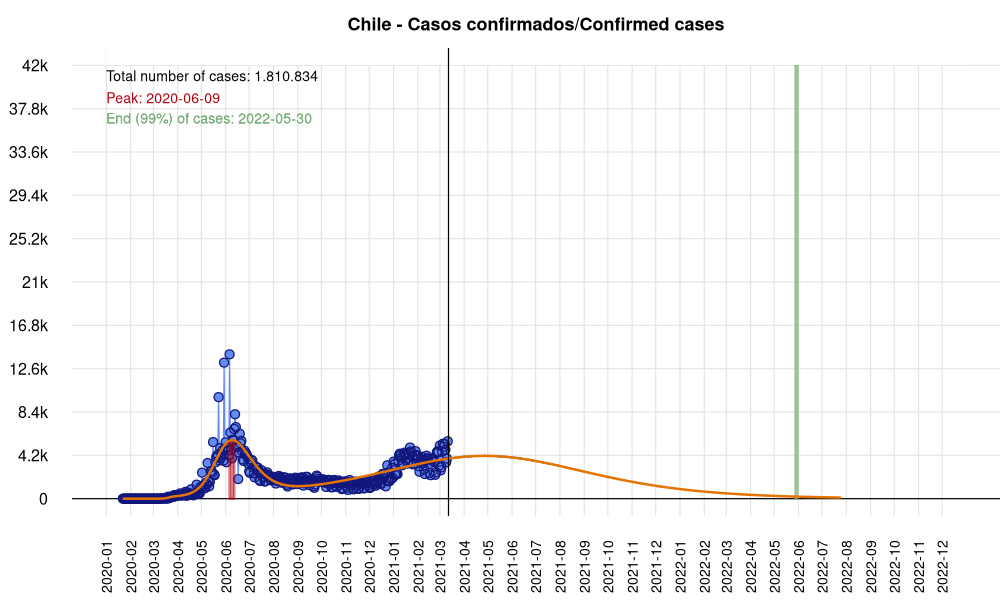 Chile - Casos confirmados/Confirmed cases
Total number of cases: 1.810.834
Peak: 2020-06-09
End (99%) of cases: 2022-05-30
42k
37.8k
33.6k
29.4k
25.2k
21k
16.8k
12.6k
8.4k
4.2k
0
2020-01
2020-02
2020-03
2020-04
2020-05
2020-06
2020-07
2020-08
2020-09
2020-10
2020-11
2020-12
2021-01
2021-02
2021-03
2021-04
2021-05
2021-06
2021-07
2021-08
2021-09
2021-10
2021-11
2021-12
2022-01
2022-02
2022-03
2022-04
2022-05
2022-06
2022-07
2022-08
2022-09
2022-10
2022-11
2022-12